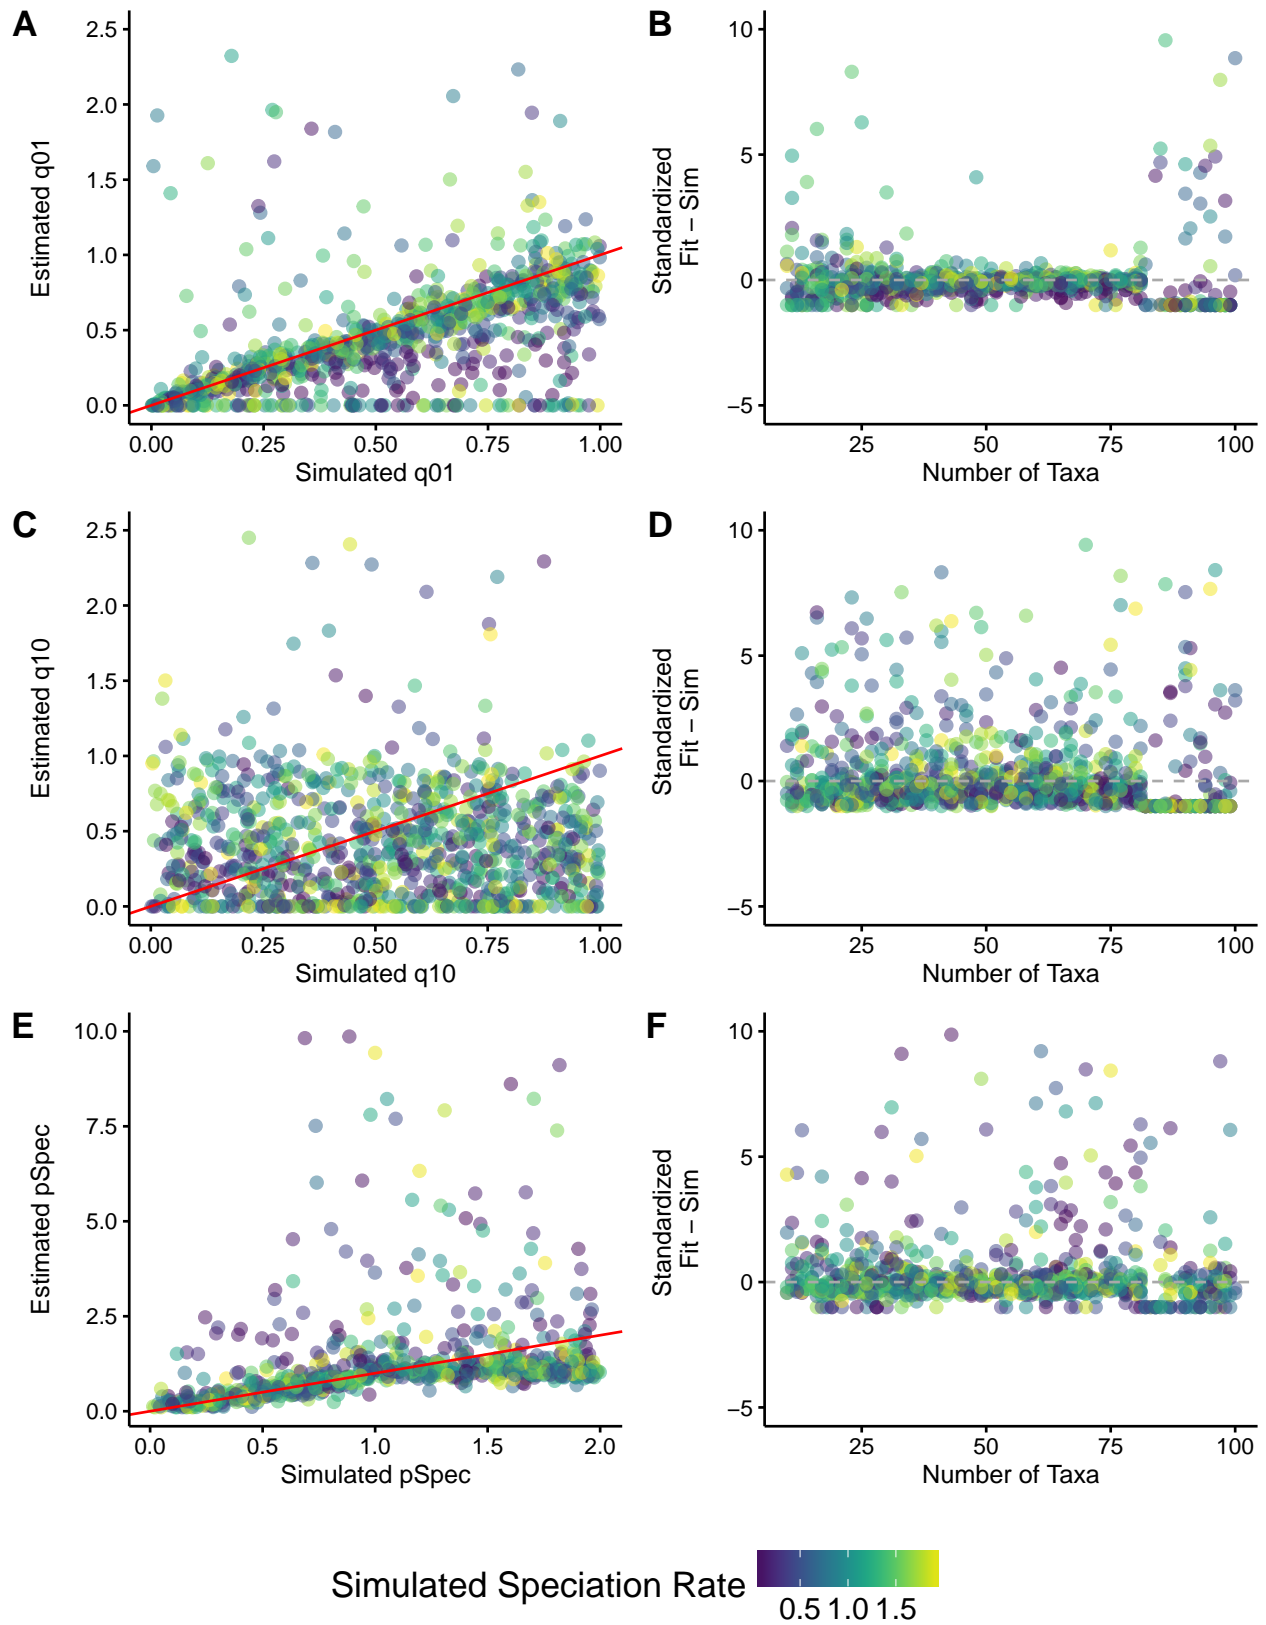 A
B
2.5
2.0
1.5
1.0
0.5
0.0
Estimated q01
0.00 0.25 0.50 0.75 1.00
Simulated q01
10
5
0
−5
Standardized
Fit − Sim
25 50 75 100
Number of Taxa
C
D
2.5
2.0
1.5
1.0
0.5
0.0
Estimated q10
0.00 0.25 0.50 0.75 1.00
Simulated q10
10
5
0
−5
Standardized
Fit − Sim
25 50 75 100
Number of Taxa
E
F
10.0
7.5
5.0
2.5
0.0
Estimated pSpec
0.0 0.5 1.0 1.5 2.0
Simulated pSpec
10
5
0
−5
Standardized
Fit − Sim
25 50 75 100
Number of Taxa
Simulated Speciation Rate
0.5 1.0 1.5